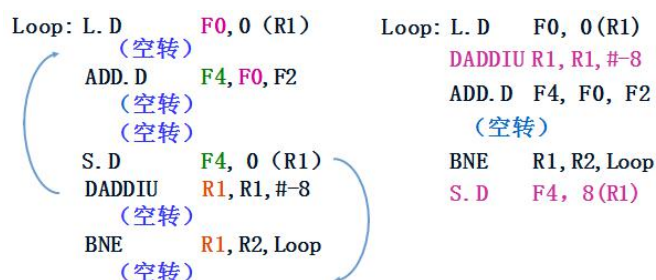 Loop: L.D F0,0 (R1)
(空转)
ADD.D F4,F0,F2
(空转)
(空转)
S.D F4, 0 (R1)
DADDIU R1,R1,#-8
(空转)
BNE R1,R2,Loop
(空转)
Loop: L.D F0, 0(R1)
DADDIU R1,R1,#-8
ADD.D F4, F0, F2
(空转)
BNE R1,R2,Loop
S.D F4, 8(R1)